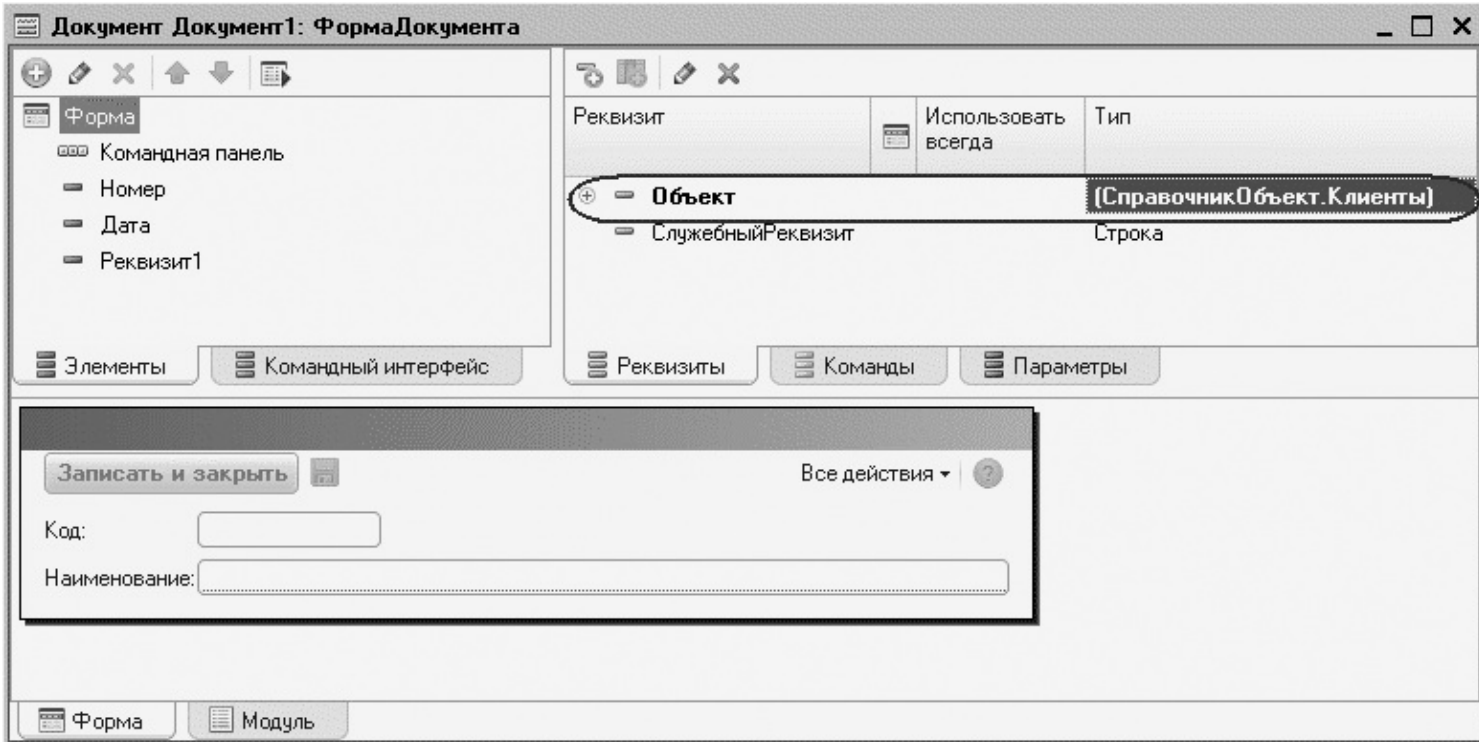 Документ Документ1: ФормаДокумента
Форма
Командная панель
Номер
Дата
Реквизит1
Элементы
Командный интерфейс
Реквизит
Использовать
всегда
Тип
Объект
(СправочникОбъект.Клиенты)
СлужебныйРеквизит
Строка
Реквизиты
Команды
Параметры
Записать и закрыть
Все действия
?
Код:
Наименование:
Форма
Модуль